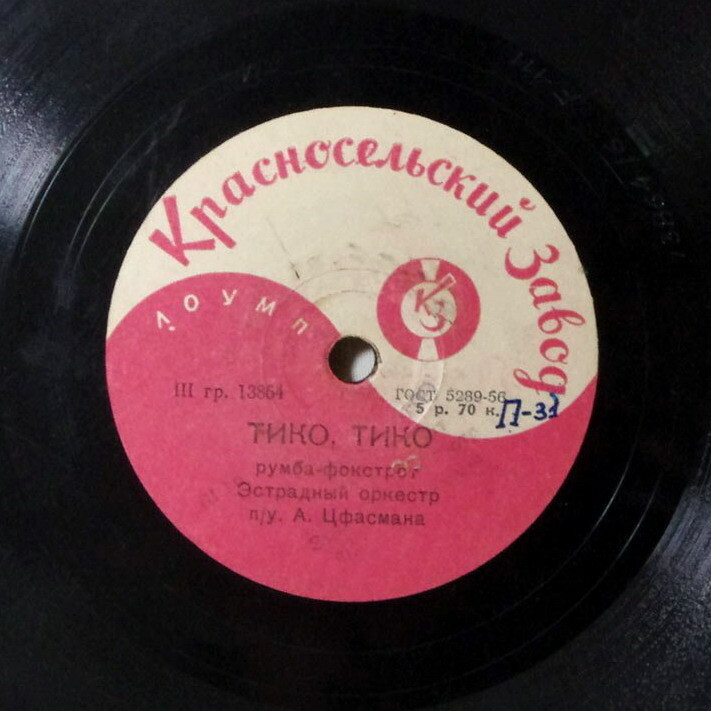 Красносельский Завод
ЛОУМП
КЗ
III гр. 13864
ГОСТ 5289-56
5 р. 70 к.
П-31
ТИКО, ТИКО
румба-фокстрот
Эстрадный оркестр
п/у. А. Цфасмана